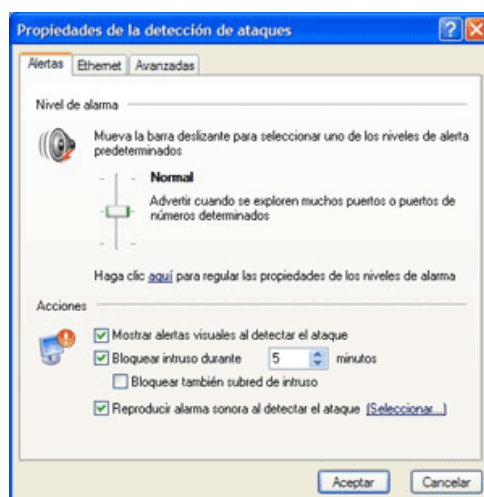 Propiedades de la detección de ataques
Alertas Ethernet Avanzadas
Nivel de alarma
Mueva la barra deslizante para seleccionar uno de los niveles de alerta
predeterminados
Normal
Advertir cuando se exploren muchos puertos o puertos de
números determinados
Haga clic aquí para regular las propiedades de los niveles de alarma
Acciones
Mostrar alertas visuales al detectar el ataque
Bloquear intruso durante 5 minutos
Bloquear también subred de intruso
Reproducir alarma sonora al detectar el ataque (Seleccionar...)
Aceptar Cancelar